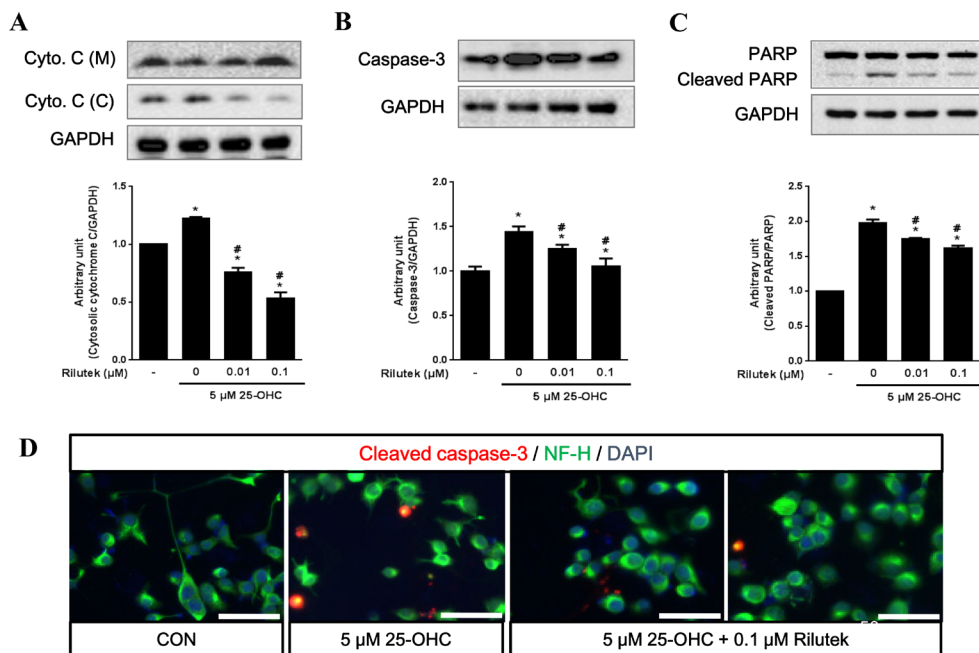 A
Cyto. C (M)
Cyto. C (C)
GAPDH
Arbitrary unit
(Cytosolic cytochrome C/GAPDH)
1.5
1.0
0.5
0.0
*
#
*
#
*
Rilutek (µM)
-
0
0.01
0.1
5 µM 25-OHC
B
Caspase-3
GAPDH
Arbitrary unit
(Caspase-3/GAPDH)
2.0
1.5
1.0
0.5
0.0
*
#
*
#
*
Rilutek (µM)
-
0
0.01
0.1
5 µM 25-OHC
C
PARP
Cleaved PARP
GAPDH
Arbitrary unit
(Cleaved PARP/PARP)
2.5
2.0
1.5
1.0
0.5
0.0
*
#
*
#
*
Rilutek (µM)
-
0
0.01
0.1
5 µM 25-OHC
D
Cleaved caspase-3 / NF-H / DAPI
CON
5 µM 25-OHC
5 µM 25-OHC + 0.1 µM Rilutek